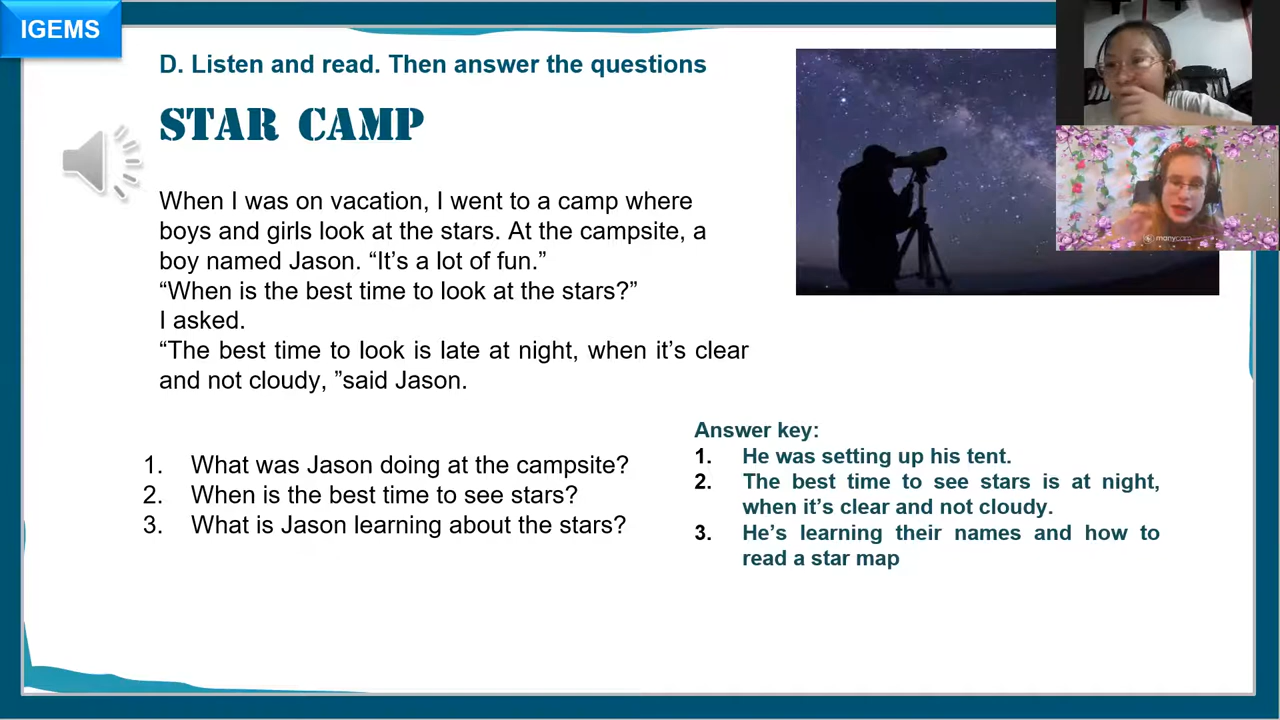 IGEMS
D. Listen and read. Then answer the questions
STAR CAMP
When I was on vacation, I went to a camp where
boys and girls look at the stars. At the campsite, a
boy named Jason. “It’s a lot of fun.”
“When is the best time to look at the stars?”
I asked.
“The best time to look is late at night, when it’s clear
and not cloudy, ”said Jason.
1. What was Jason doing at the campsite?
2. When is the best time to see stars?
3. What is Jason learning about the stars?
Answer key:
1. He was setting up his tent.
2. The best time to see stars is at night,
when it’s clear and not cloudy.
3. He’s learning their names and how to
read a star map
manycam